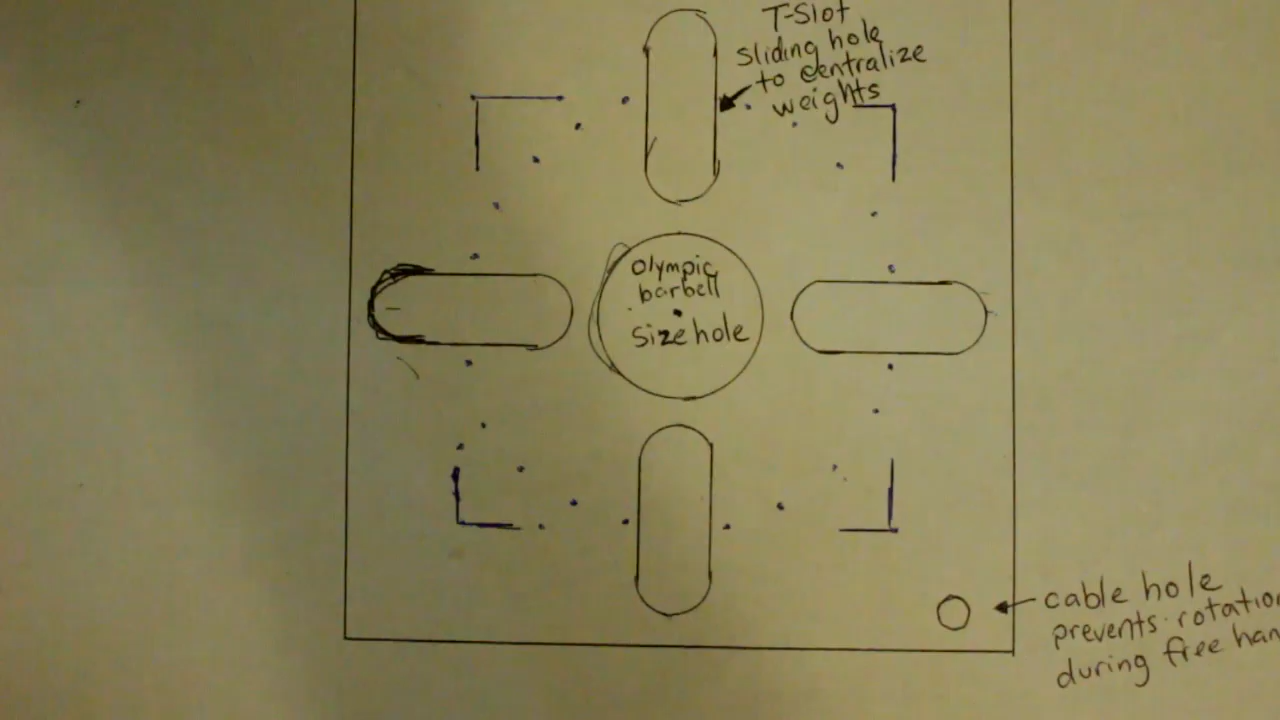 T-Slot
sliding hole
to centralize
weights
Olympic
barbell
size hole
cable hole
prevents rotation
during free han